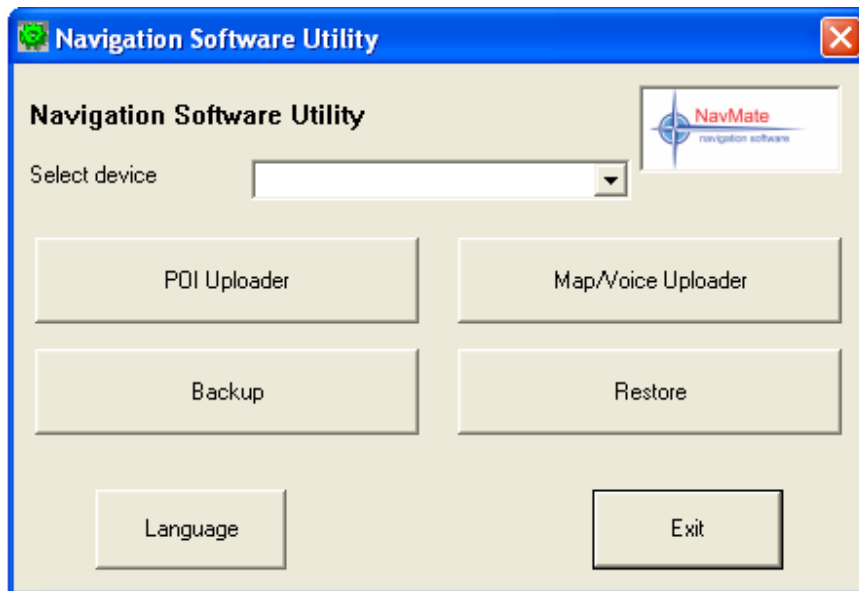 Navigation Software Utility
Navigation Software Utility
NavMate
navigation software
Select device
POI Uploader
Map/Voice Uploader
Backup
Restore
Language
Exit